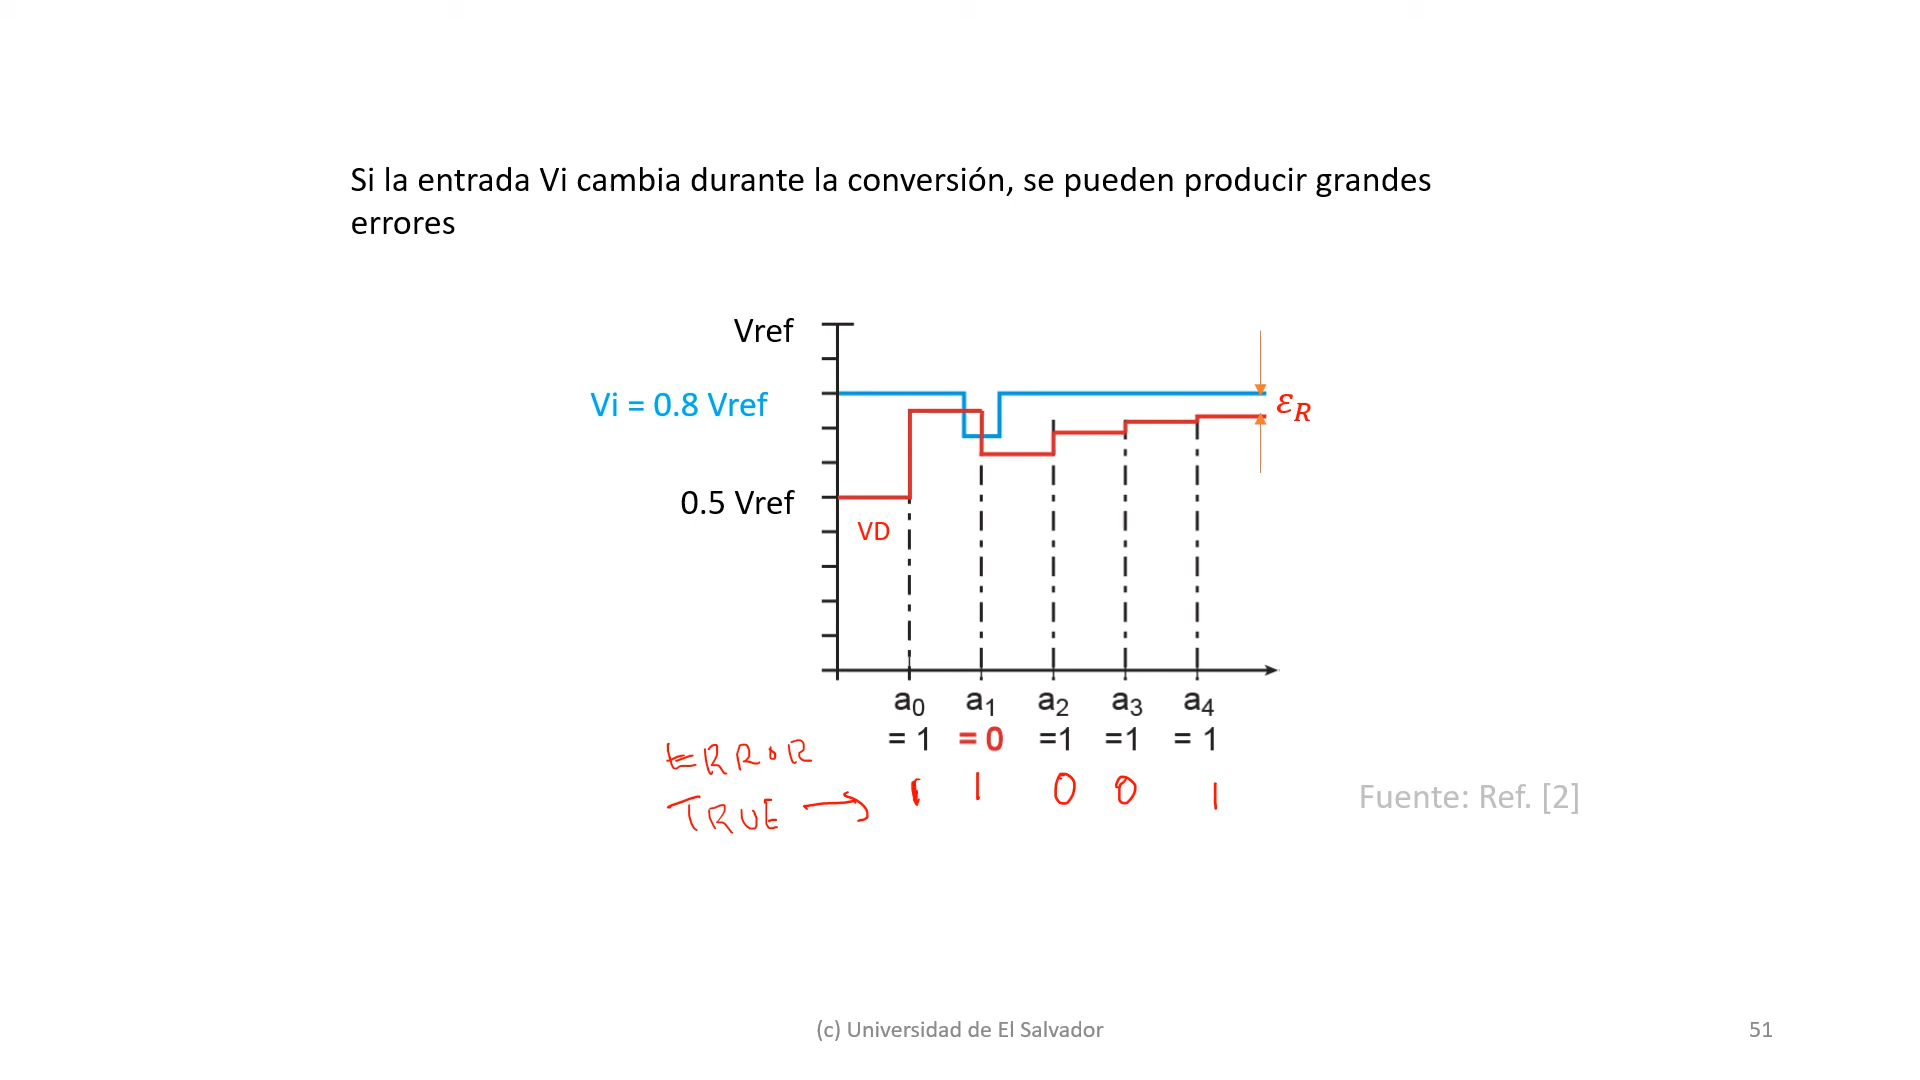 Si la entrada Vi cambia durante la conversión, se pueden producir grandes
errores
Vref
Vi = 0.8 Vref
εR
0.5 Vref
VD
a0 a1 a2 a3 a4
= 1 = 0 =1 =1 = 1
ERROR
TRUE → 1 1 0 0 1
Fuente: Ref. [2]
(c) Universidad de El Salvador
51